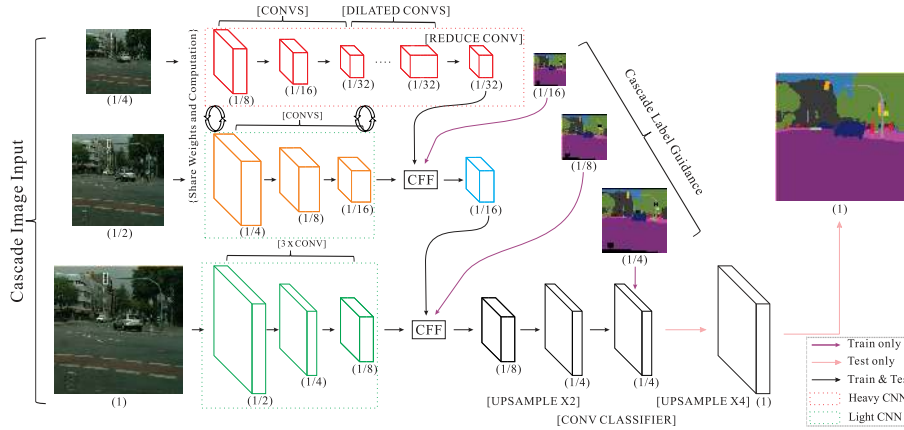 Cascade Image Input
(1/4)
(1/2)
(1)
{Share Weights and Computation}
[CONVS]
[DILATED CONVS]
[REDUCE CONV]
(1/8)
(1/16)
(1/32)
(1/32)
(1/32)
[CONVS]
(1/4)
(1/8)
(1/16)
CFF
(1/16)
[3 X CONV]
(1/2)
(1/4)
(1/8)
CFF
(1/8)
(1/4)
(1/4)
(1)
[UPSAMPLE X2]
[CONV CLASSIFIER]
[UPSAMPLE X4]
(1/16)
(1/8)
(1/4)
Cascade Label Guidance
(1)
Train only
Test only
Train & Test
Heavy CNN
Light CNN